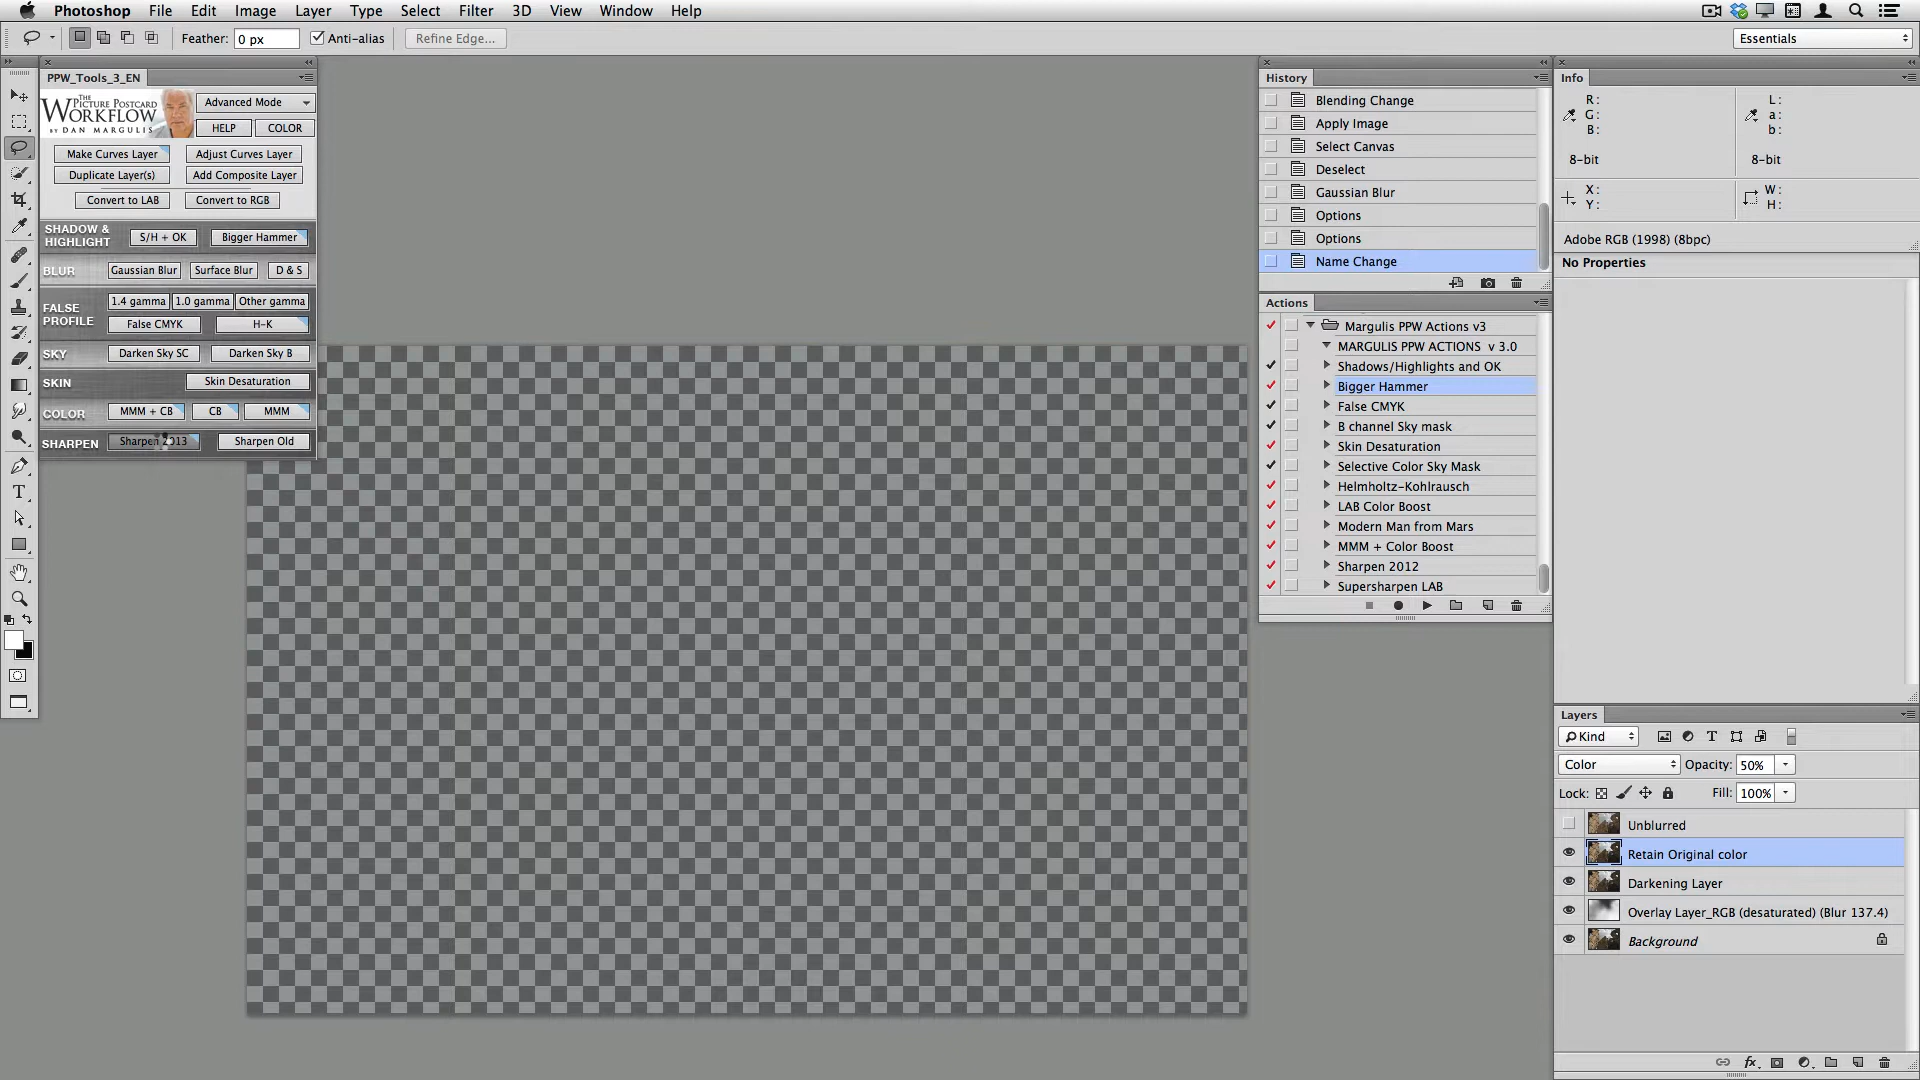 Photoshop File Edit Image Layer Type Select Filter 3D View Window Help
Feather: 0 px Anti-alias Refine Edge... Essentials
PPW_Tools_3_EN
THE PICTURE POSTCARD WORKFLOW BY DAN MARGULIS
Advanced Mode
HELP COLOR
Make Curves Layer Adjust Curves Layer
Duplicate Layer(s) Add Composite Layer
Convert to LAB Convert to RGB
SHADOW & HIGHLIGHT S/H + OK Bigger Hammer
BLUR Gaussian Blur Surface Blur D & S
FALSE PROFILE 1.4 gamma 1.0 gamma Other gamma
False CMYK H-K
SKY Darken Sky SC Darken Sky B
SKIN Skin Desaturation
COLOR MMM + CB CB MMM
SHARPEN Sharpen 2013 Sharpen Old
History
Blending Change
Apply Image
Select Canvas
Deselect
Gaussian Blur
Options
Options
Name Change
Actions
Margulis PPW Actions v3
MARGULIS PPW ACTIONS v 3.0
Shadows/Highlights and OK
Bigger Hammer
False CMYK
B channel Sky mask
Skin Desaturation
Selective Color Sky Mask
Helmholtz-Kohlrausch
LAB Color Boost
Modern Man from Mars
MMM + Color Boost
Sharpen 2012
Supersharpen LAB
Info
R: L:
G: a:
B: b:
8-bit 8-bit
X: W:
Y: H:
Adobe RGB (1998) (8bpc)
No Properties
Layers
Kind
Color Opacity: 50%
Lock: Fill: 100%
Unblurred
Retain Original color
Darkening Layer
Overlay Layer_RGB (desaturated) (Blur 137.4)
Background